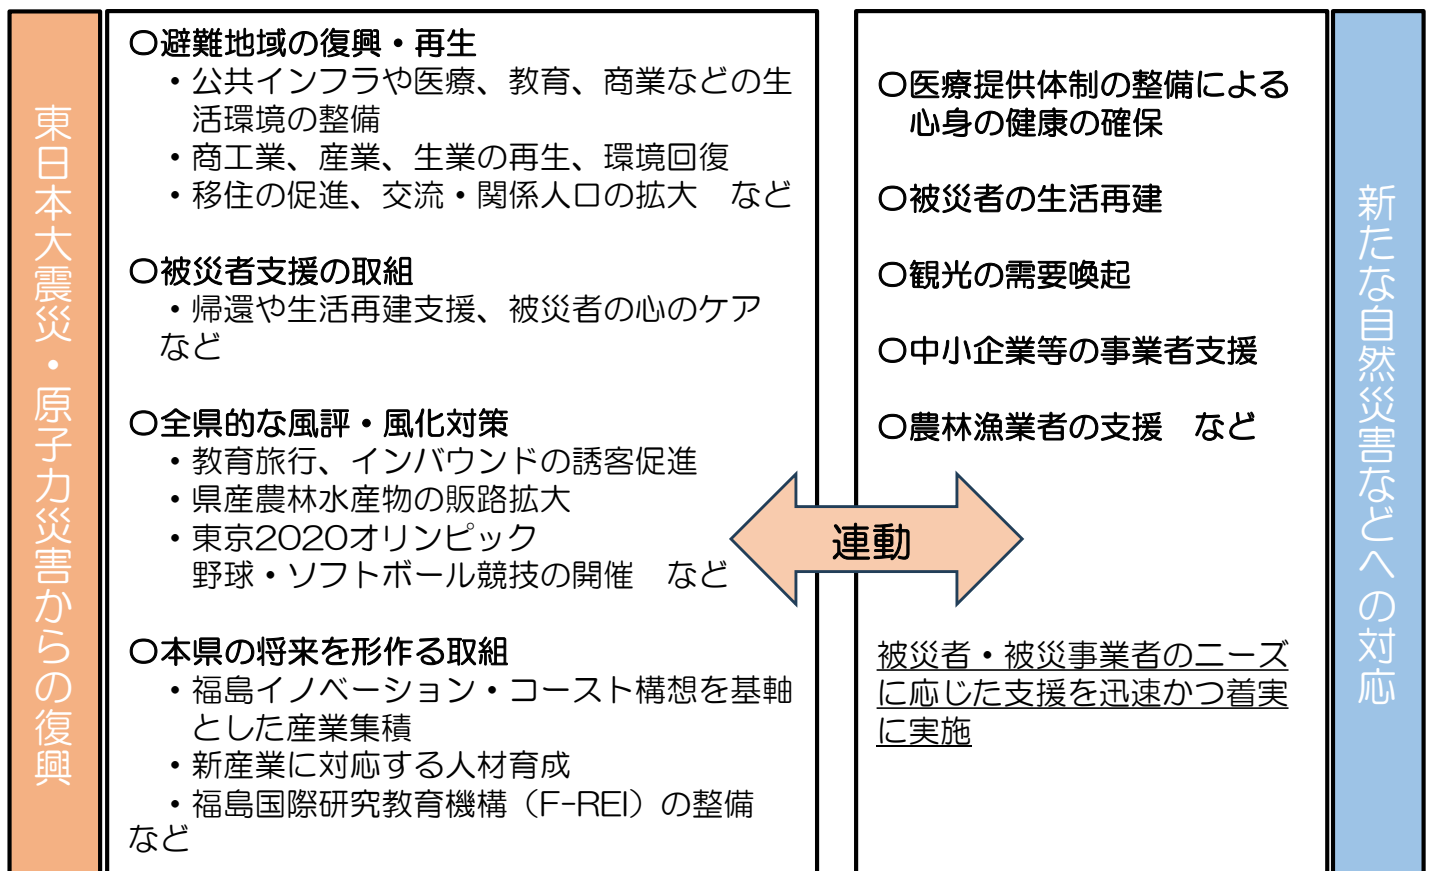 東日本大震災・原子力災害からの復興
〇避難地域の復興・再生
・公共インフラや医療、教育、商業などの生
活環境の整備
・商工業、産業、生業の再生、環境回復
・移住の促進、交流・関係人口の拡大　など
〇被災者支援の取組
・帰還や生活再建支援、被災者の心のケア
など
〇全県的な風評・風化対策
・教育旅行、インバウンドの誘客促進
・県産農林水産物の販路拡大
・東京2020オリンピック
野球・ソフトボール競技の開催　など
〇本県の将来を形作る取組
・福島イノベーション・コースト構想を基軸
とした産業集積
・新産業に対応する人材育成
・福島国際研究教育機構（F-REI）の整備
など
連動
〇医療提供体制の整備による
心身の健康の確保
〇被災者の生活再建
〇観光の需要喚起
〇中小企業等の事業者支援
〇農林漁業者の支援　など
被災者・被災事業者のニーズ
に応じた支援を迅速かつ着実
に実施
新たな自然災害などへの対応